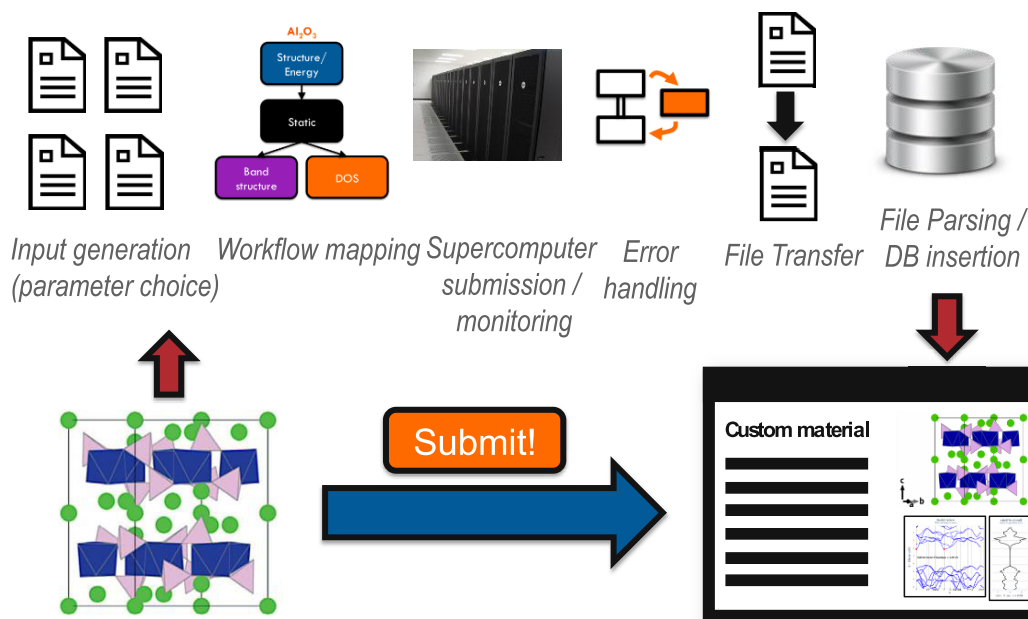 Al₂O₃
Structure/
Energy
Static
Band
structure
DOS
Input generation
(parameter choice)
Workflow mapping
Supercomputer
submission /
monitoring
Error
handling
File Transfer
File Parsing /
DB insertion
Submit!
Custom material
c
a
b